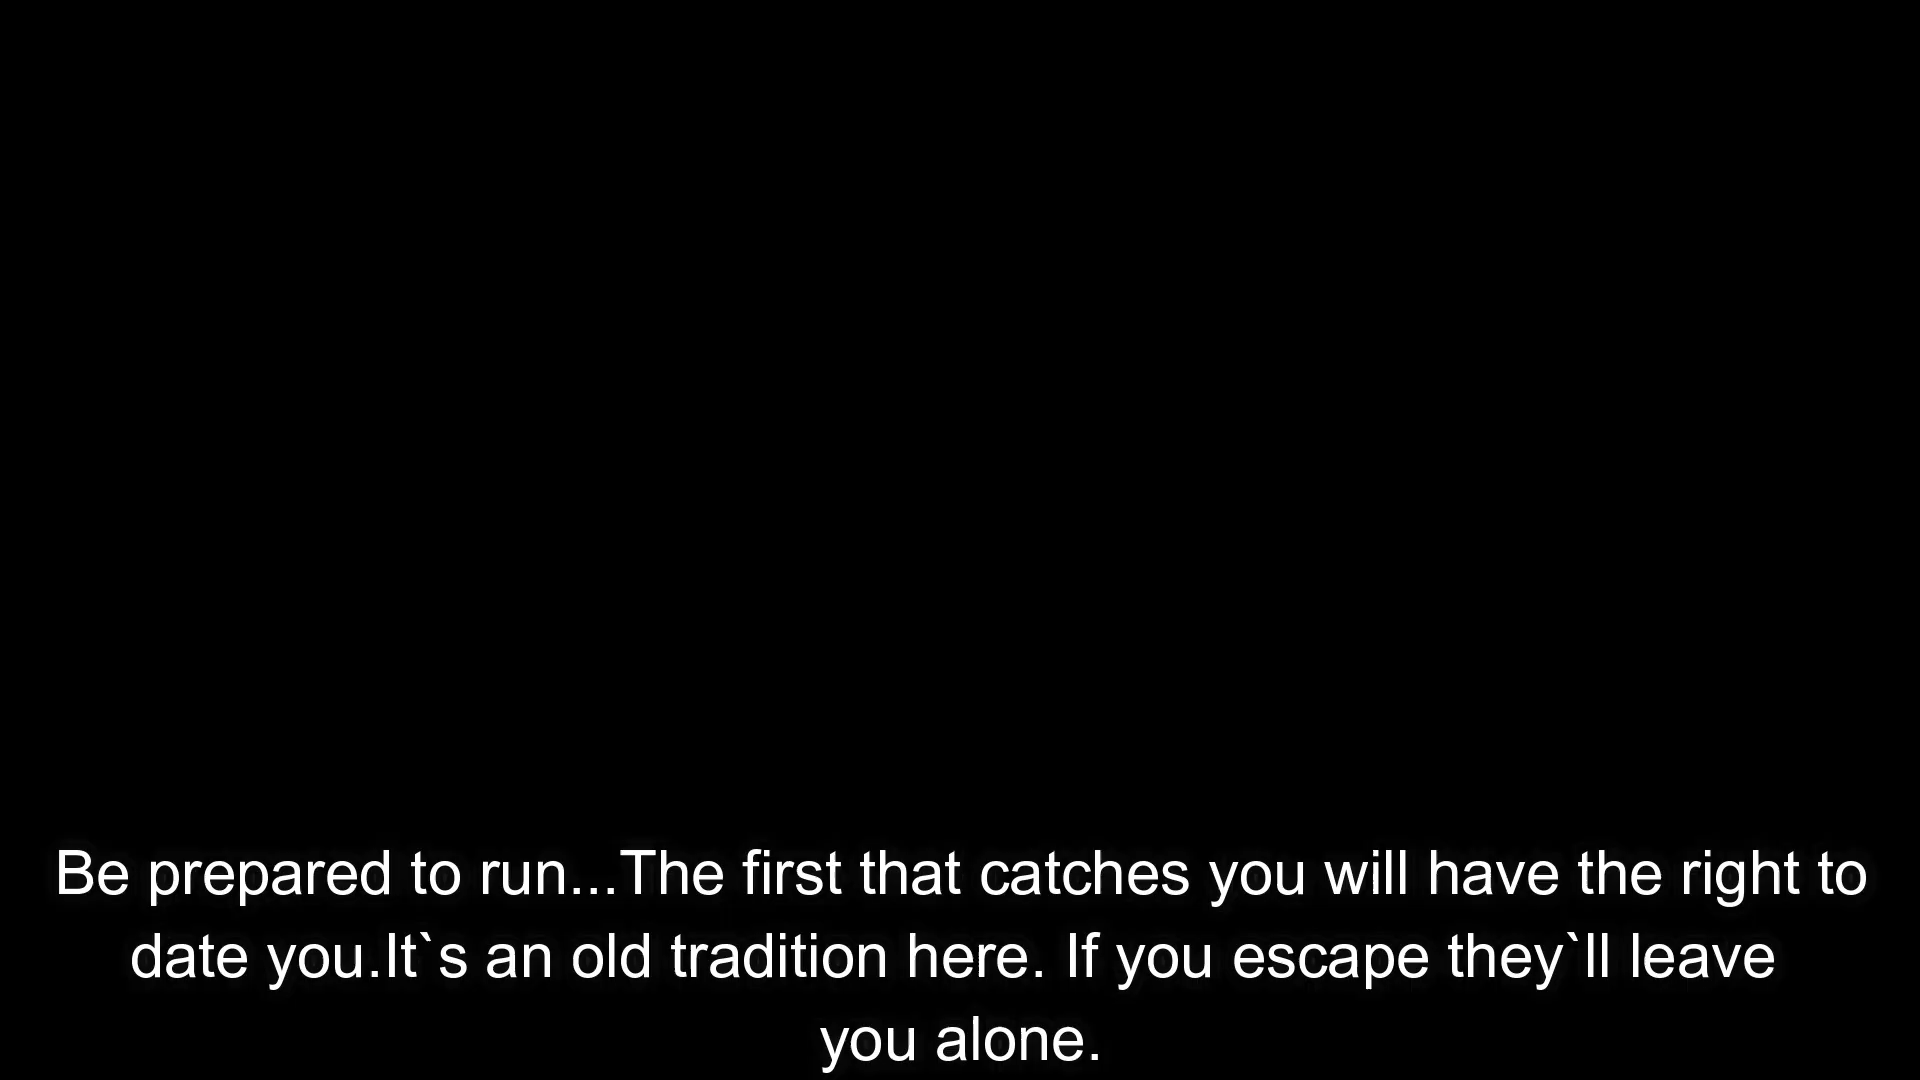 Be prepared to run...The first that catches you will have the right to
date you.It`s an old tradition here. If you escape they`ll leave
you alone.